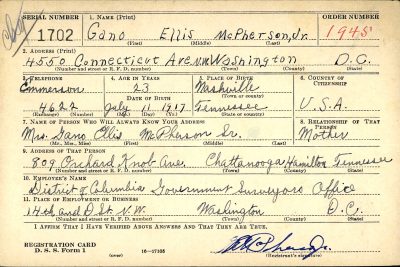 SERIAL NUMBER 1. NAME (Print) ORDER NUMBER
1702 Gano Ellis McPherson, Jr. 1945
(First) (Middle) (Last)
2. ADDRESS (Print)
4550 Connecticut Ave. N.W. Washington D.C.
(Number and street or R. F. D. number) (Town) (County) (State)
3. TELEPHONE 4. AGE IN YEARS 5. PLACE OF BIRTH 6. COUNTRY OF CITIZENSHIP
Emmerson 23 Nashville
DATE OF BIRTH (Town or county)
4622 July 11 1917 Tennessee U.S.A.
(Exchange) (Number) (Mo.) (Day) (Yr.) (State or country)
7. NAME OF PERSON WHO WILL ALWAYS KNOW YOUR ADDRESS 8. RELATIONSHIP OF THAT PERSON
Mrs. Gano Ellis McPherson Sr. Mother
(Mr., Mrs., Miss) (First) (Middle) (Last)
9. ADDRESS OF THAT PERSON
809 Orchard Knob Ave. Chattanooga, Hamilton, Tennessee
(Number and street or R. F. D. number) (Town) (County) (State)
10. EMPLOYER'S NAME
District of Columbia Government Surveyors Office
11. PLACE OF EMPLOYMENT OR BUSINESS
14th and D St. N.W. Washington D.C.
(Number and street or R. F. D. number) (Town) (County) (State)
I AFFIRM THAT I HAVE VERIFIED ABOVE ANSWERS AND THAT THEY ARE TRUE.
REGISTRATION CARD
D. S. S. Form 1 16-17105 (Registrant's signature)